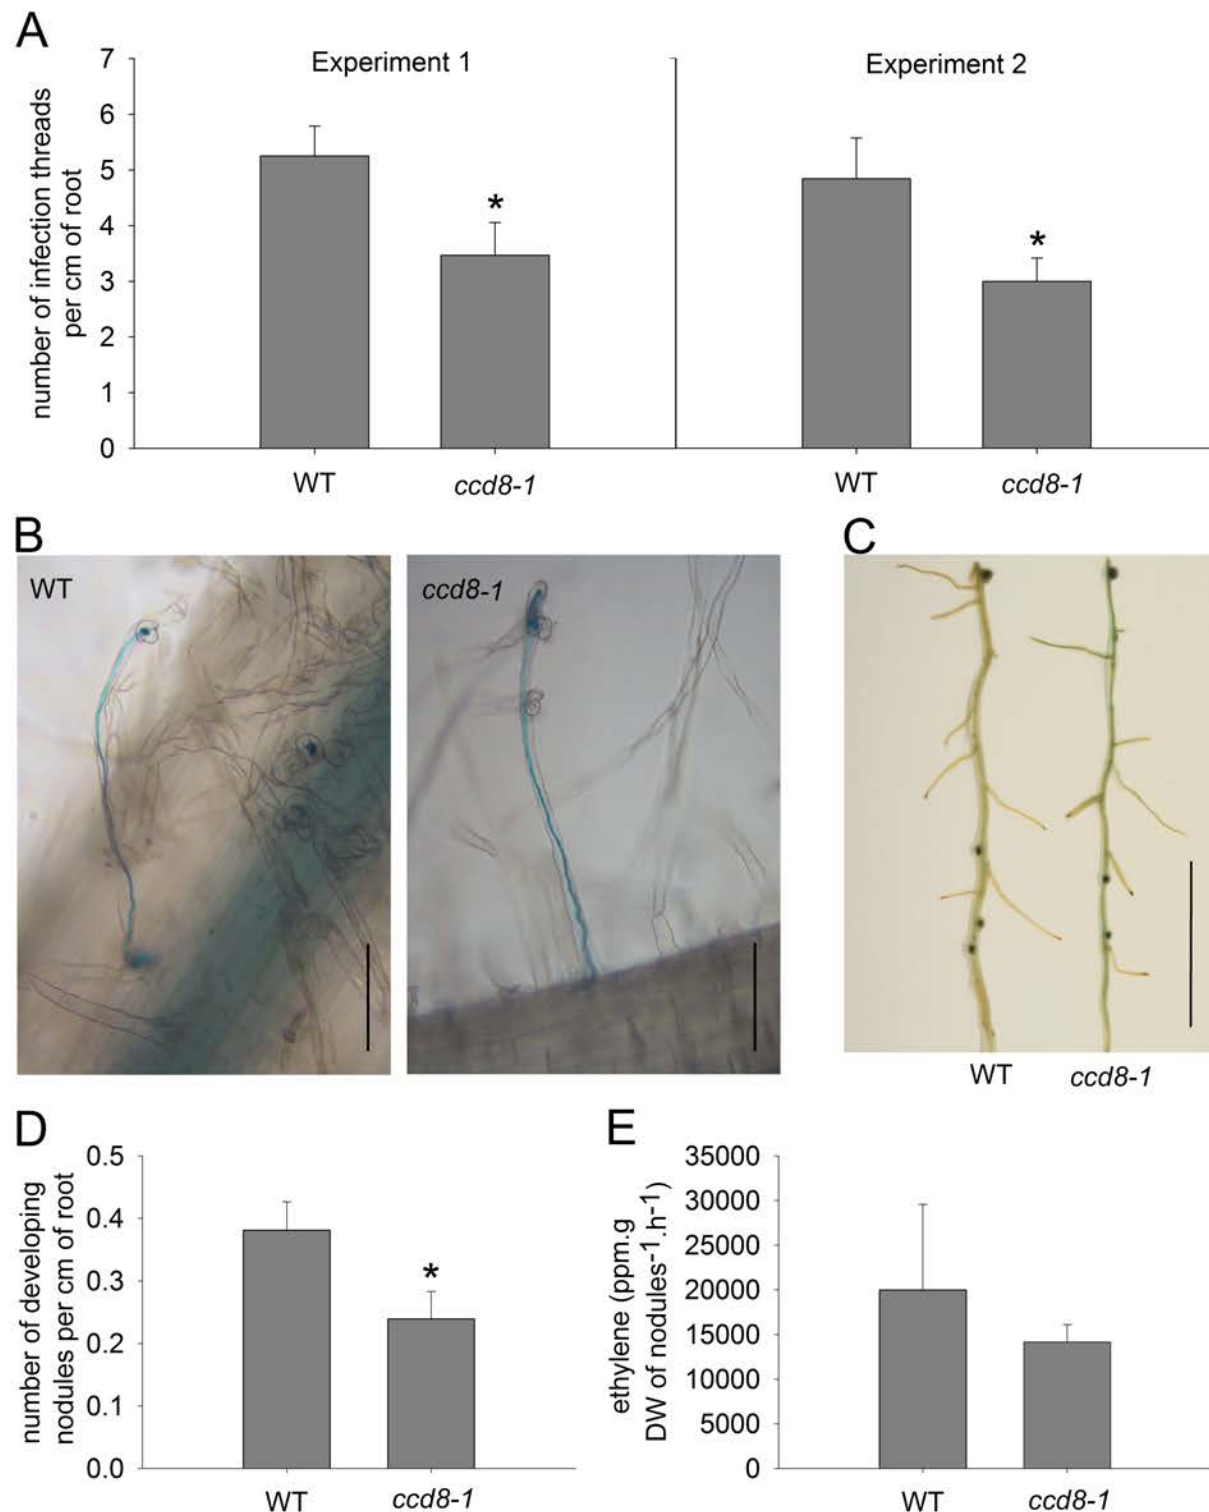 A
Experiment 1
Experiment 2
number of infection threads
per cm of root
7
6
5
4
3
2
1
0
*
*
WT
ccd8-1
WT
ccd8-1
B
WT
ccd8-1
C
WT
ccd8-1
D
number of developing
nodules per cm of root
0.5
0.4
0.3
0.2
0.1
0.0
*
WT
ccd8-1
E
ethylene (ppm.g
DW of nodules-1.h-1)
35000
30000
25000
20000
15000
10000
5000
0
WT
ccd8-1